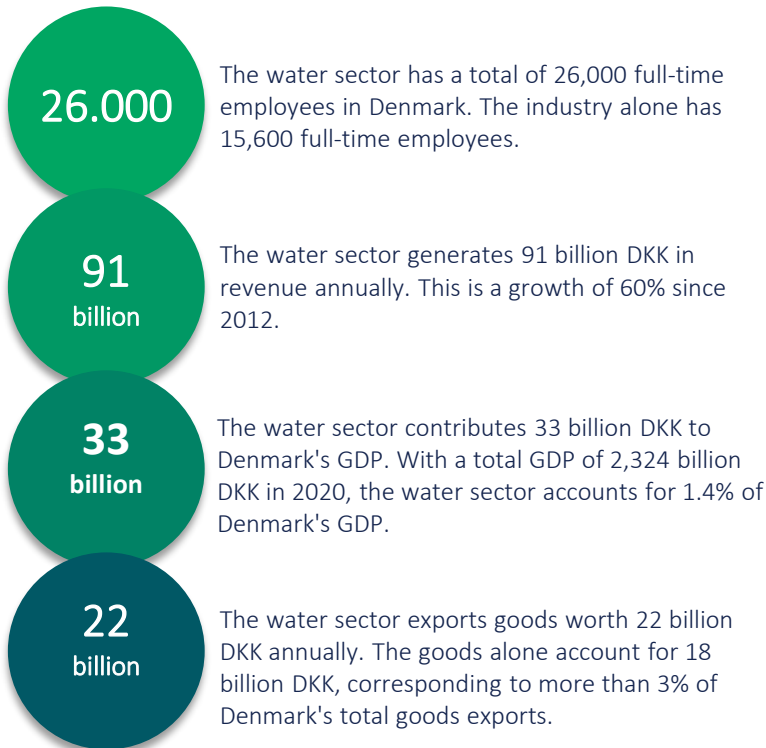 26.000
The water sector has a total of 26,000 full-time
employees in Denmark. The industry alone has
15,600 full-time employees.
91
billion
The water sector generates 91 billion DKK in
revenue annually. This is a growth of 60% since
2012.
33
billion
The water sector contributes 33 billion DKK to
Denmark's GDP. With a total GDP of 2,324 billion
DKK in 2020, the water sector accounts for 1.4% of
Denmark's GDP.
22
billion
The water sector exports goods worth 22 billion
DKK annually. The goods alone account for 18
billion DKK, corresponding to more than 3% of
Denmark's total goods exports.